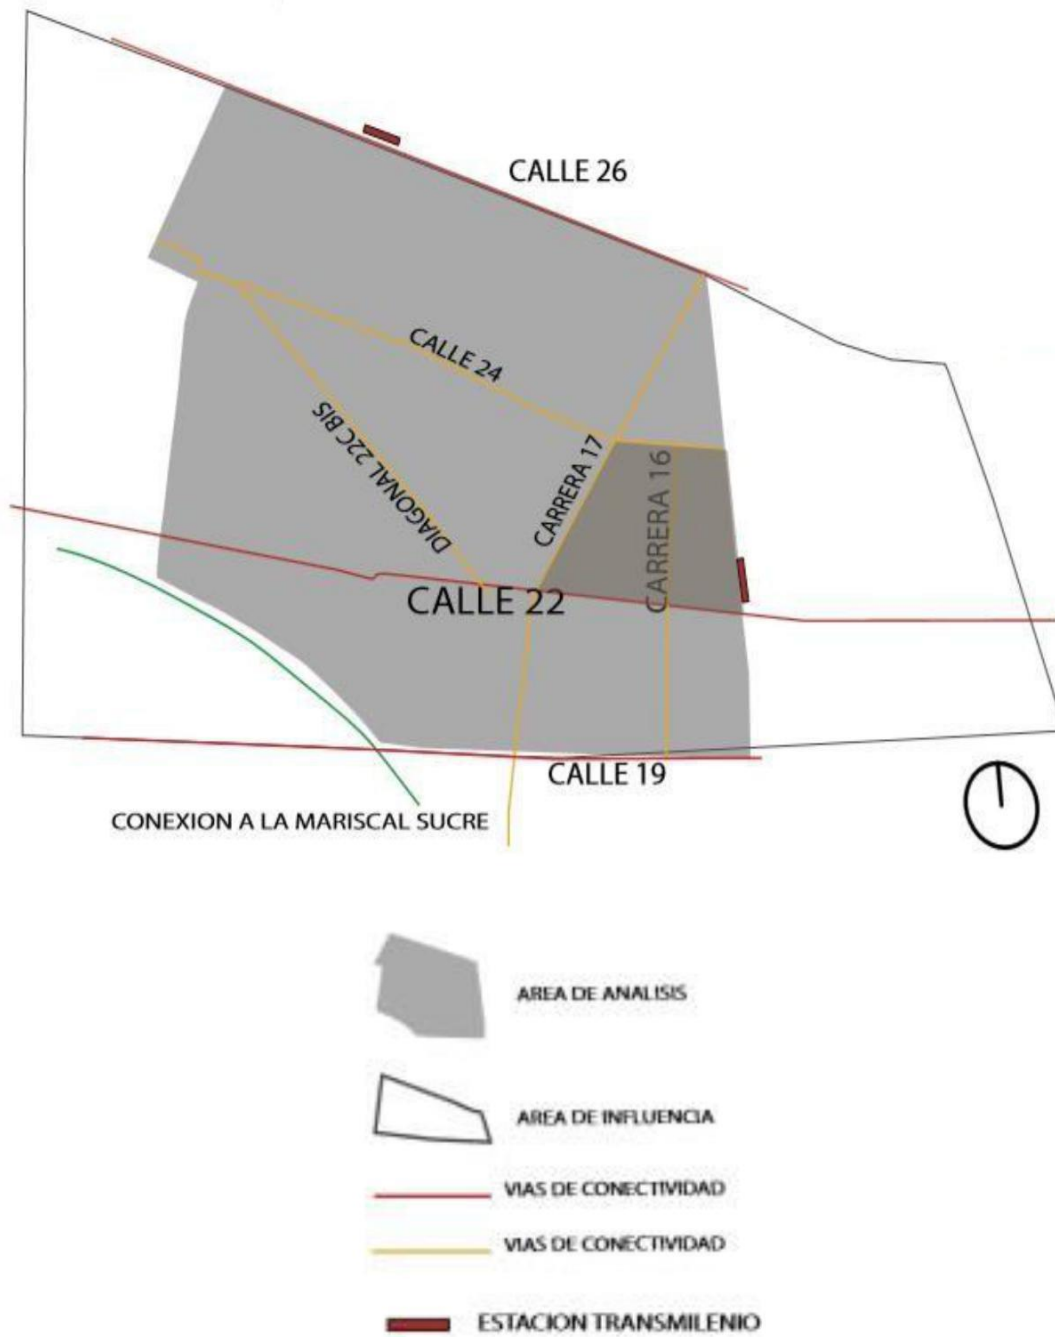 CALLE 26
CALLE 24
DIAGONAL 22C BIS
CARRERA 17
CARRERA 16
CALLE 22
CALLE 19
CONEXION A LA MARISCAL SUCRE
AREA DE ANALISIS
AREA DE INFLUENCIA
VIAS DE CONECTIVIDAD
VIAS DE CONECTIVIDAD
ESTACION TRANSMILENIO